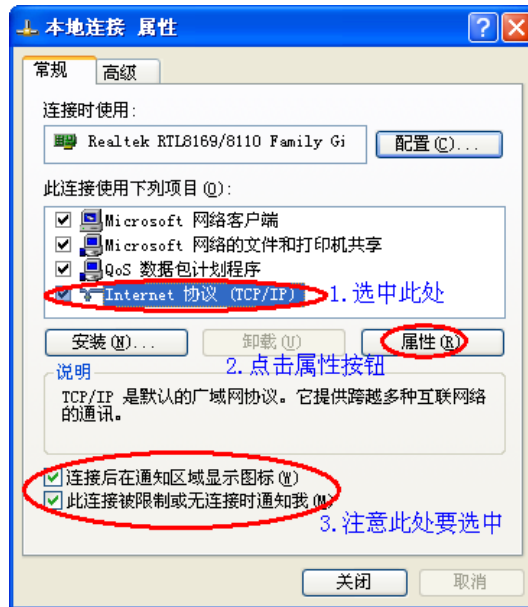 本地连接 属性
常规
高级
连接时使用:
Realtek RTL8169/8110 Family Gi
配置(C)...
此连接使用下列项目(O):
Microsoft 网络客户端
Microsoft 网络的文件和打印机共享
QoS 数据包计划程序
Internet 协议 (TCP/IP)
1.选中此处
安装(N)...
卸载(U)
属性(R)
2.点击属性按钮
说明
TCP/IP 是默认的广域网协议。它提供跨越多种互联网络
的通讯。
连接后在通知区域显示图标(W)
此连接被限制或无连接时通知我(M)
3.注意此处要选中
关闭
取消